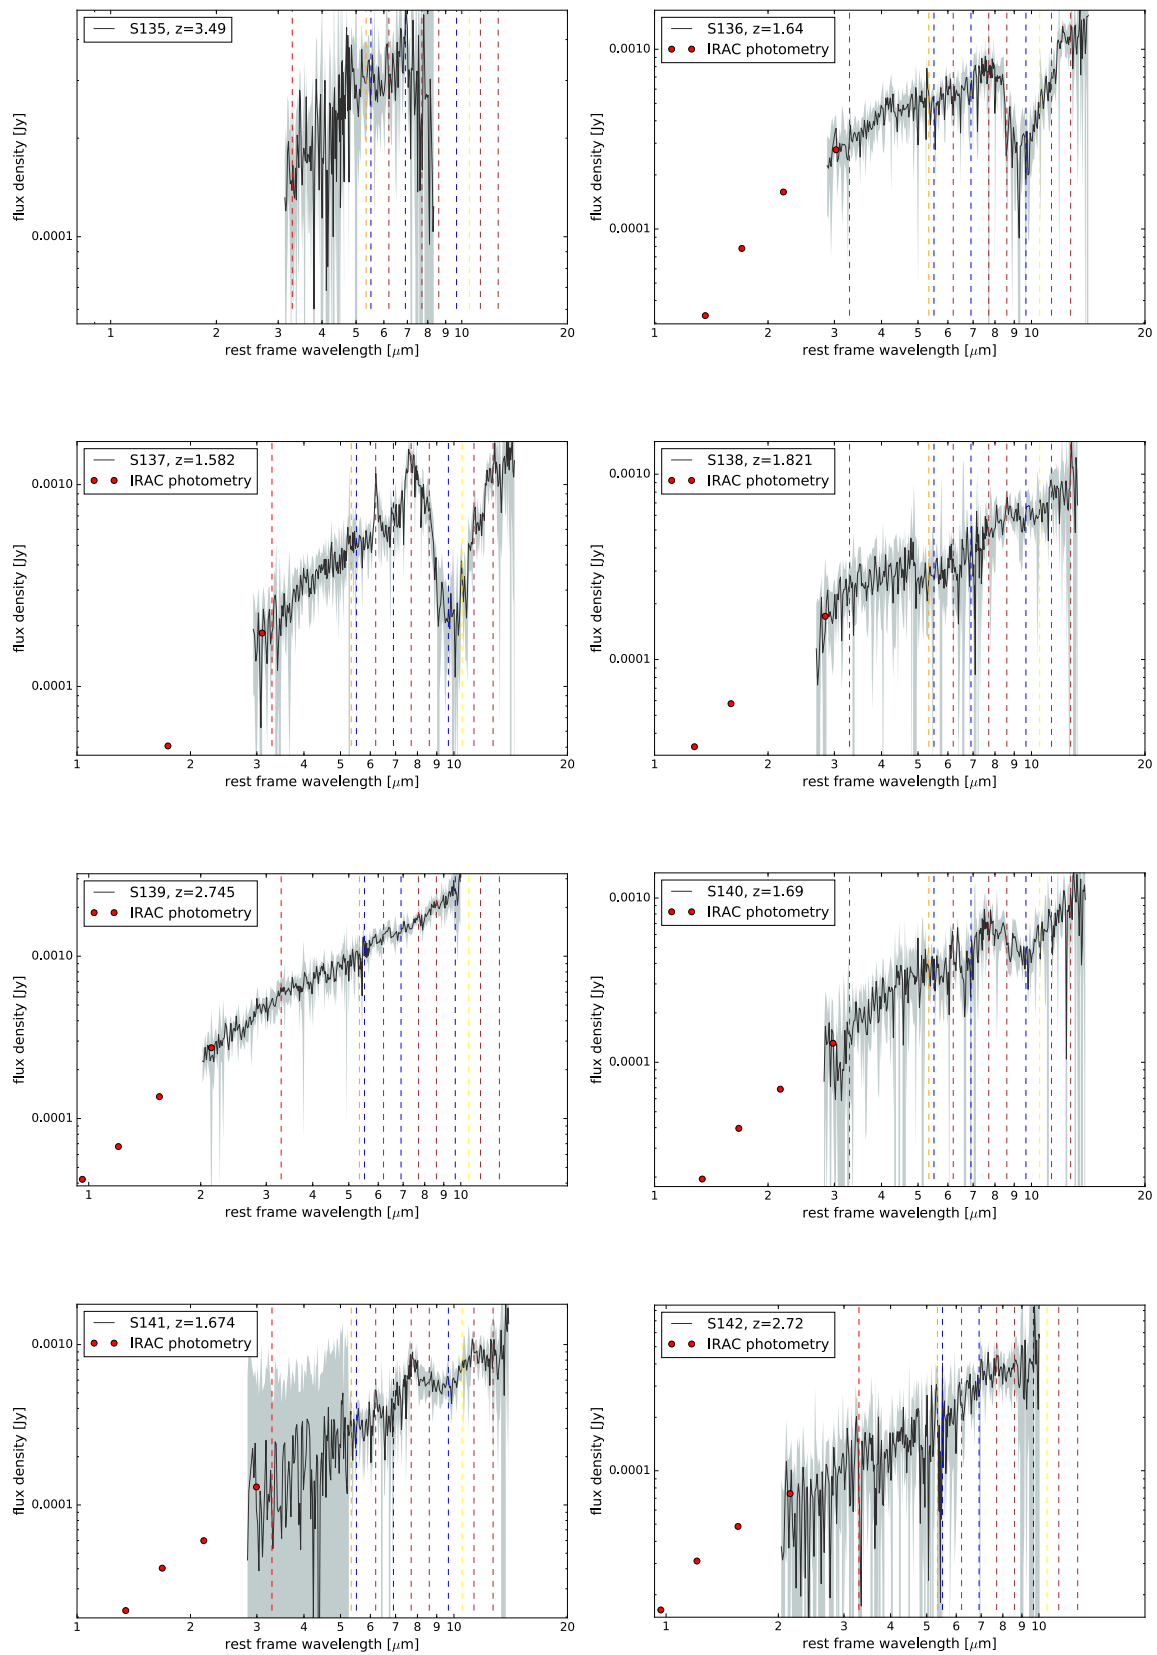 S135, z=3.49
flux density [Jy]
0.0001
1 2 3 4 5 6 7 8 9 10 20
rest frame wavelength [μm]
S136, z=1.64
IRAC photometry
flux density [Jy]
0.0010
0.0001
1 2 3 4 5 6 7 8 9 10 20
rest frame wavelength [μm]
S137, z=1.582
IRAC photometry
flux density [Jy]
0.0010
0.0001
1 2 3 4 5 6 7 8 9 10 20
rest frame wavelength [μm]
S138, z=1.821
IRAC photometry
flux density [Jy]
0.0010
0.0001
1 2 3 4 5 6 7 8 9 10 20
rest frame wavelength [μm]
S139, z=2.745
IRAC photometry
flux density [Jy]
0.0010
0.0001
1 2 3 4 5 6 7 8 9 10
rest frame wavelength [μm]
S140, z=1.69
IRAC photometry
flux density [Jy]
0.0010
0.0001
1 2 3 4 5 6 7 8 9 10 20
rest frame wavelength [μm]
S141, z=1.674
IRAC photometry
flux density [Jy]
0.0010
0.0001
1 2 3 4 5 6 7 8 9 10 20
rest frame wavelength [μm]
S142, z=2.72
IRAC photometry
flux density [Jy]
0.0001
1 2 3 4 5 6 7 8 9 10
rest frame wavelength [μm]